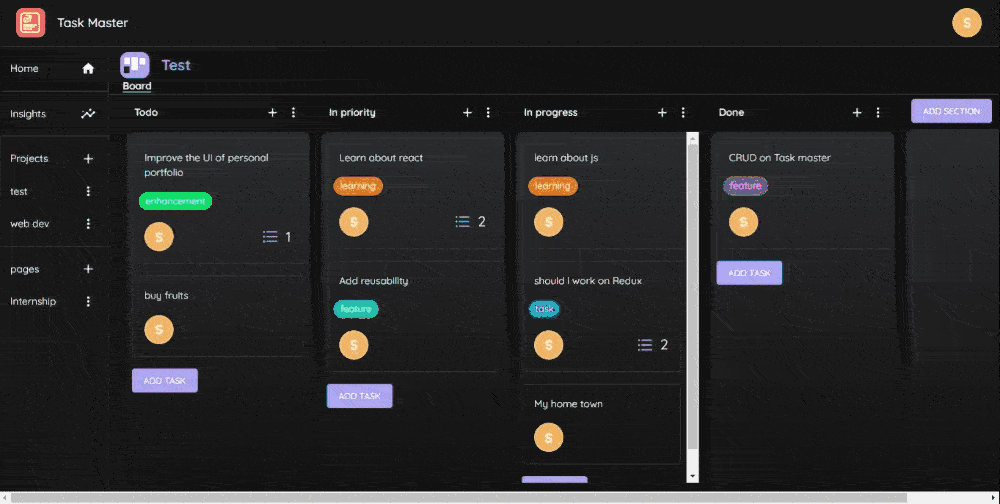 Task Master
S
Home
Insights
Projects
test
web dev
pages
Internship
Test
Board
Todo
Improve the UI of personal
portfolio
enhancement
S
1
buy fruits
S
ADD TASK
In priority
Learn about react
learning
S
2
Add reusability
feature
S
ADD TASK
In progress
learn about js
learning
S
should I work on Redux
task
S
2
My home town
S
Done
CRUD on Task master
feature
S
ADD TASK
ADD SECTION